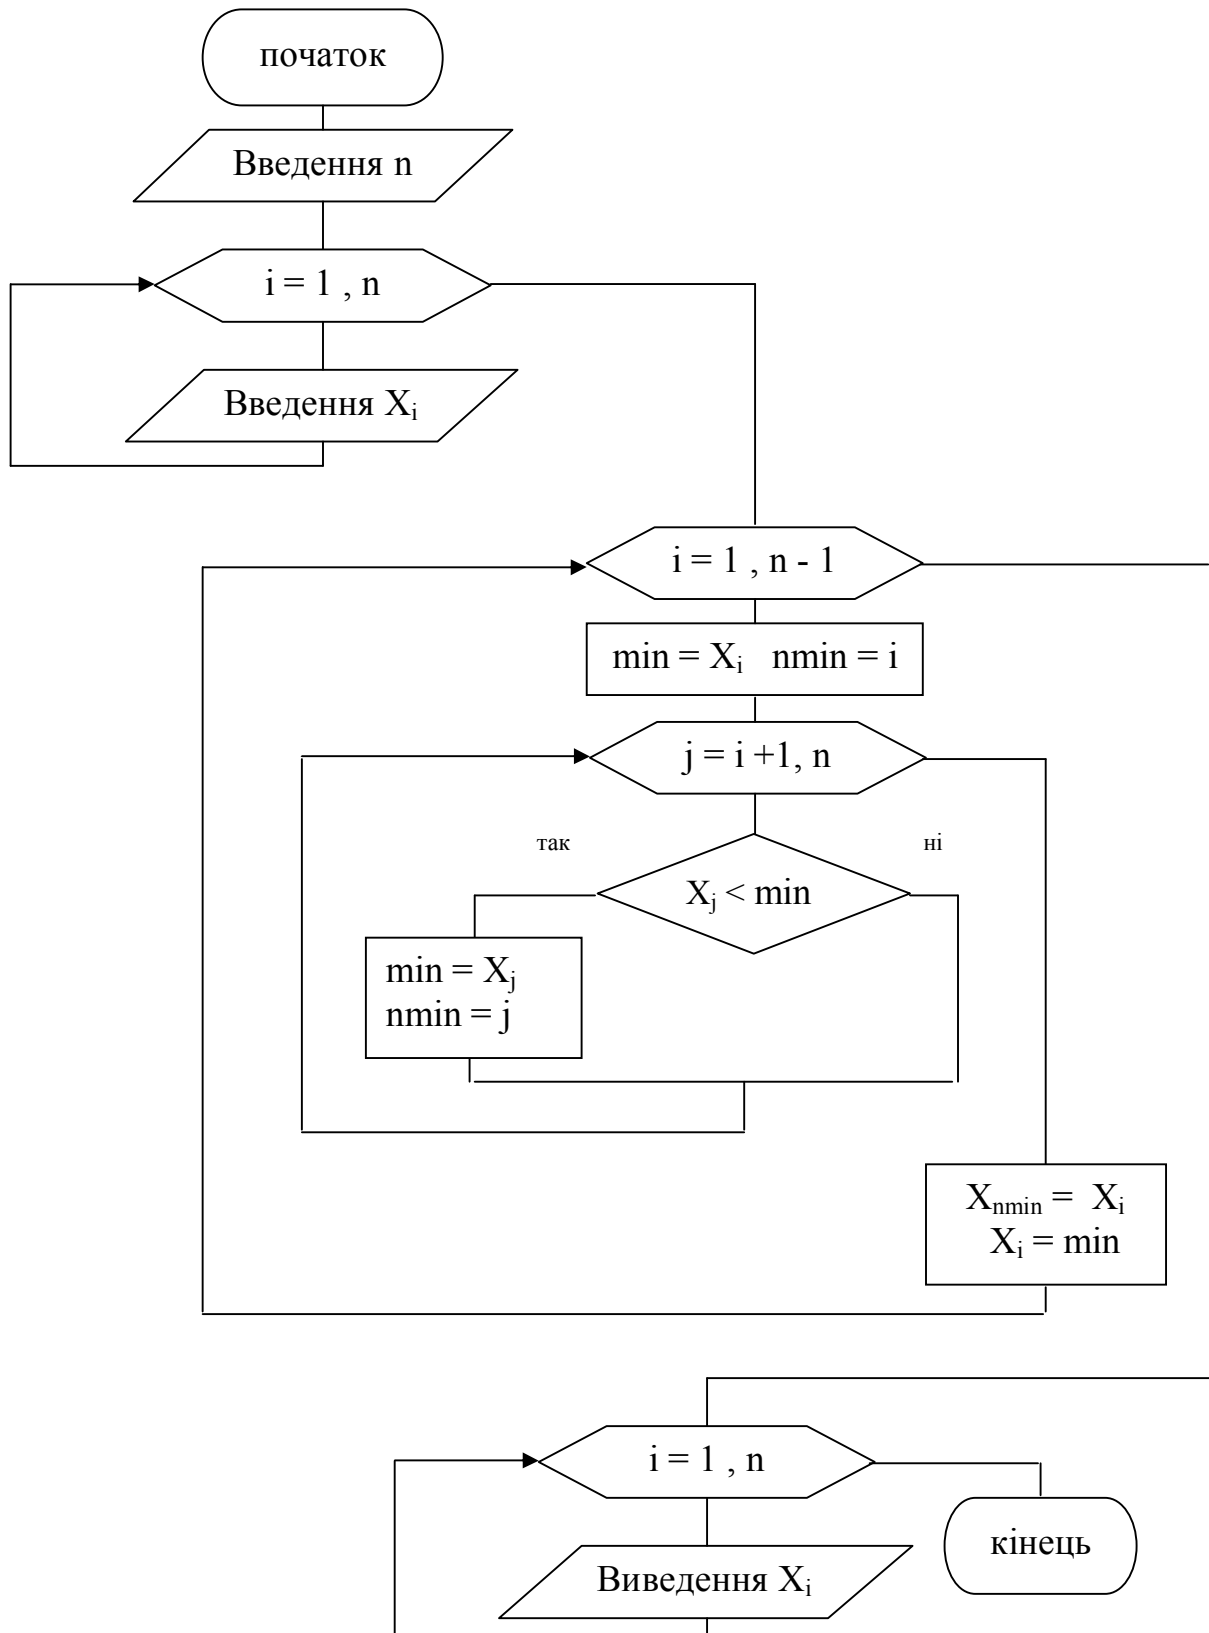 початок
Введення n
i = 1 , n
Введення Xi
i = 1 , n - 1
min = Xi nmin = i
j = i +1, n
так
ні
Xj < min
min = Xj
nmin = j
Xnmin = Xi
Xi = min
i = 1 , n
кінець
Виведення Xi